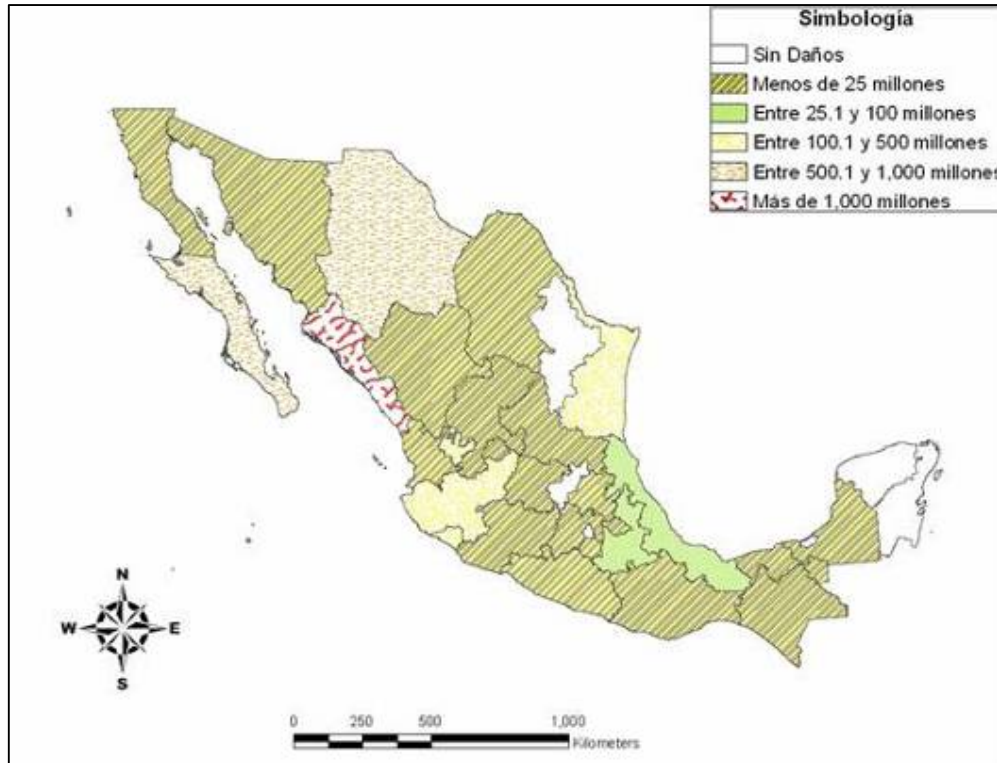 Simbología
Sin Daños
Menos de 25 millones
Entre 25.1 y 100 millones
Entre 100.1 y 500 millones
Entre 500.1 y 1,000 millones
Más de 1,000 millones
N
W
E
S
0 250 500 1,000
Kilometers